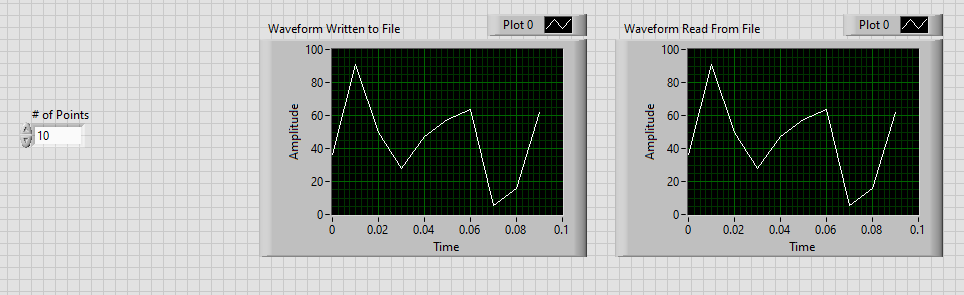 # of Points
10
Waveform Written to File
Plot 0
100
80
60
40
20
0
Amplitude
0 0.02 0.04 0.06 0.08 0.1
Time
Waveform Read From File
Plot 0
100
80
60
40
20
0
Amplitude
0 0.02 0.04 0.06 0.08 0.1
Time